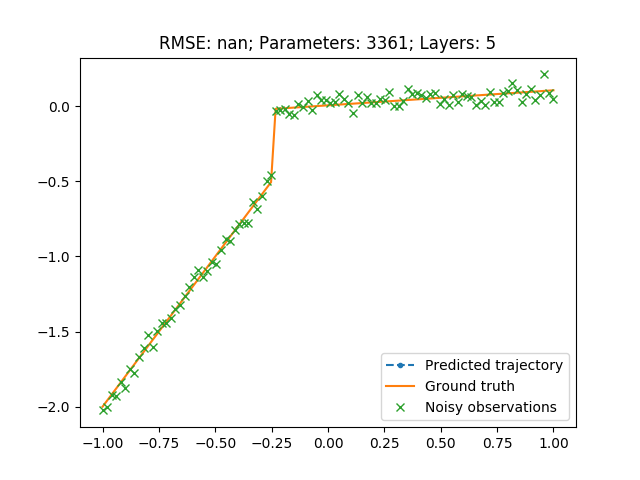 RMSE: nan; Parameters: 3361; Layers: 5
0.0
−0.5
−1.0
−1.5
−2.0
Predicted trajectory
Ground truth
Noisy observations
−1.00 −0.75 −0.50 −0.25 0.00 0.25 0.50 0.75 1.00